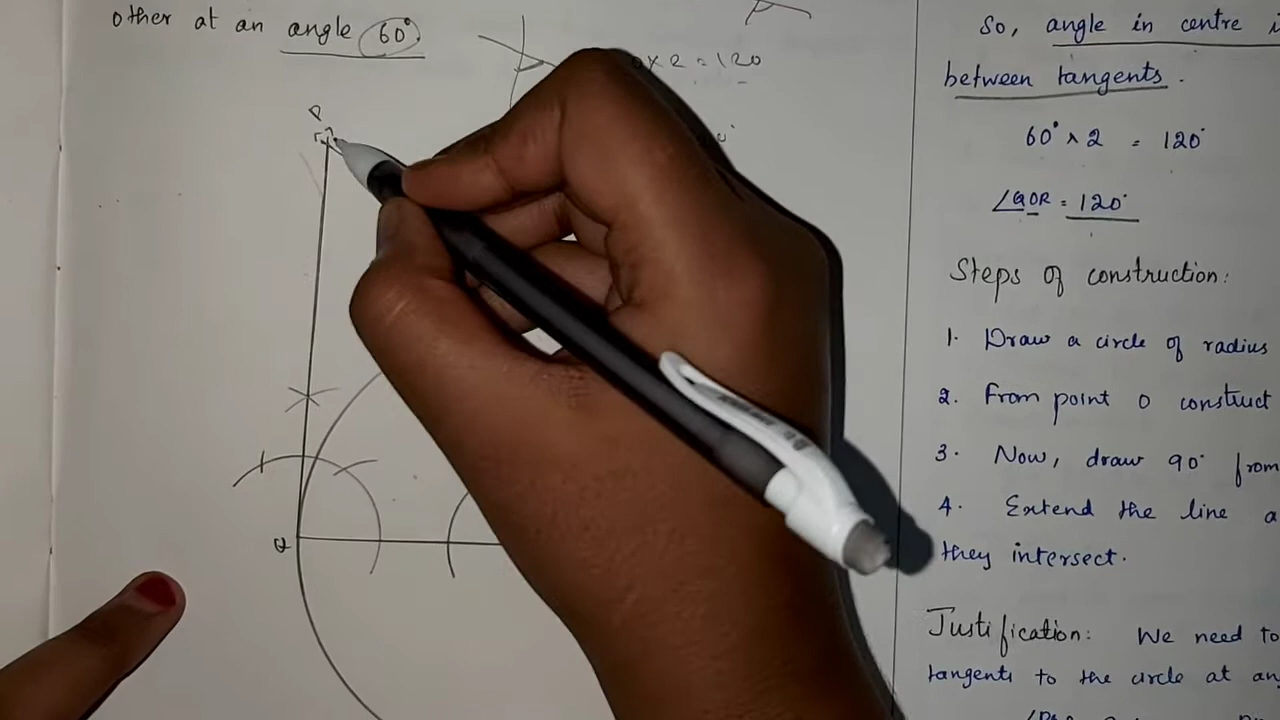 other at an angle 60°.
× 2 = 120
P
Q
So, angle in centre
between tangents.
60° × 2 = 120°
∠QOR = 120°
Steps of construction:
1. Draw a circle of radius
2. From point O construct
3. Now, draw 90° from
4. Extend the line
they intersect.
Justification: We need to
tangents to the circle at